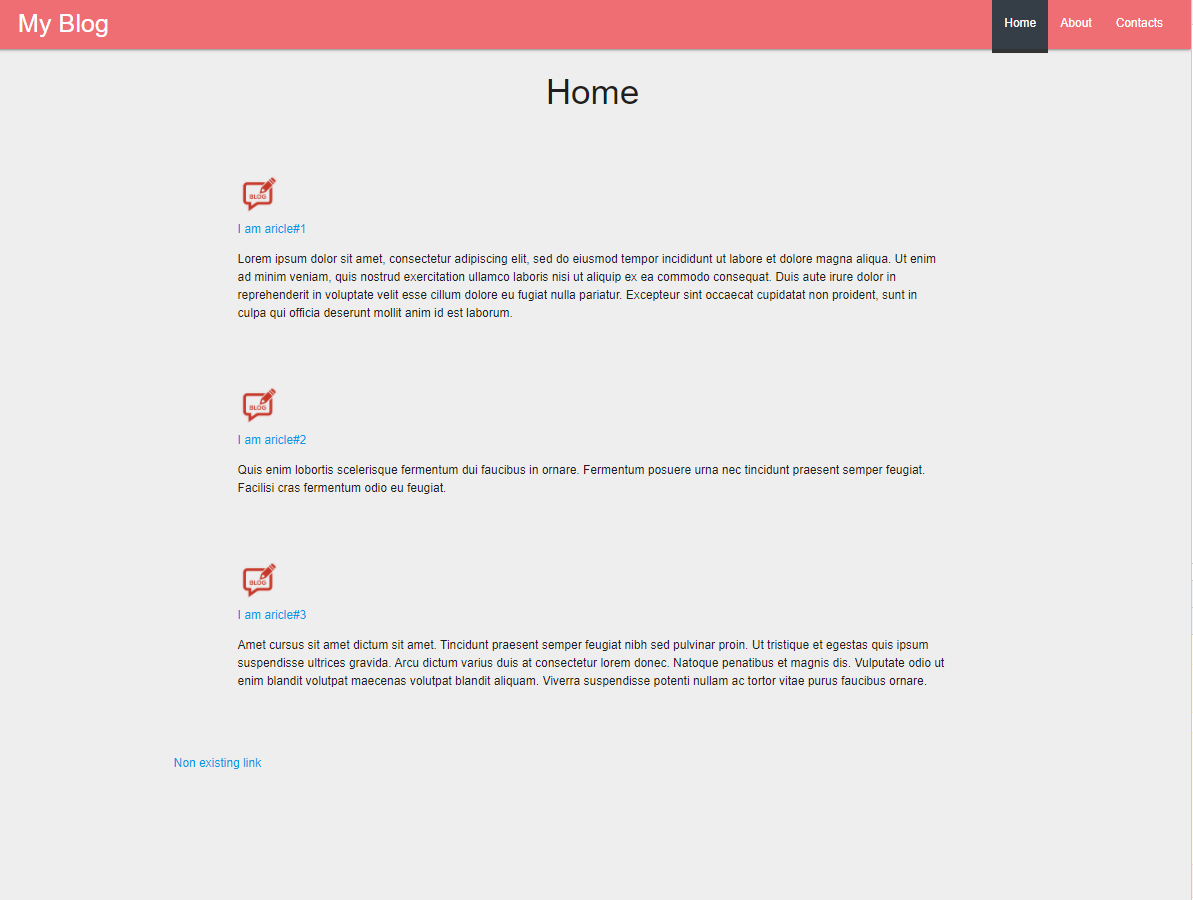 My Blog
Home About Contacts
Home
BLOG
I am aricle#1
Lorem ipsum dolor sit amet, consectetur adipiscing elit, sed do eiusmod tempor incididunt ut labore et dolore magna aliqua. Ut enim
ad minim veniam, quis nostrud exercitation ullamco laboris nisi ut aliquip ex ea commodo consequat. Duis aute irure dolor in
reprehenderit in voluptate velit esse cillum dolore eu fugiat nulla pariatur. Excepteur sint occaecat cupidatat non proident, sunt in
culpa qui officia deserunt mollit anim id est laborum.
BLOG
I am aricle#2
Quis enim lobortis scelerisque fermentum dui faucibus in ornare. Fermentum posuere urna nec tincidunt praesent semper feugiat.
Facilisi cras fermentum odio eu feugiat.
BLOG
I am aricle#3
Amet cursus sit amet dictum sit amet. Tincidunt praesent semper feugiat nibh sed pulvinar proin. Ut tristique et egestas quis ipsum
suspendisse ultrices gravida. Arcu dictum varius duis at consectetur lorem donec. Natoque penatibus et magnis dis. Vulputate odio ut
enim blandit volutpat maecenas volutpat blandit aliquam. Viverra suspendisse potenti nullam ac tortor vitae purus faucibus ornare.
Non existing link